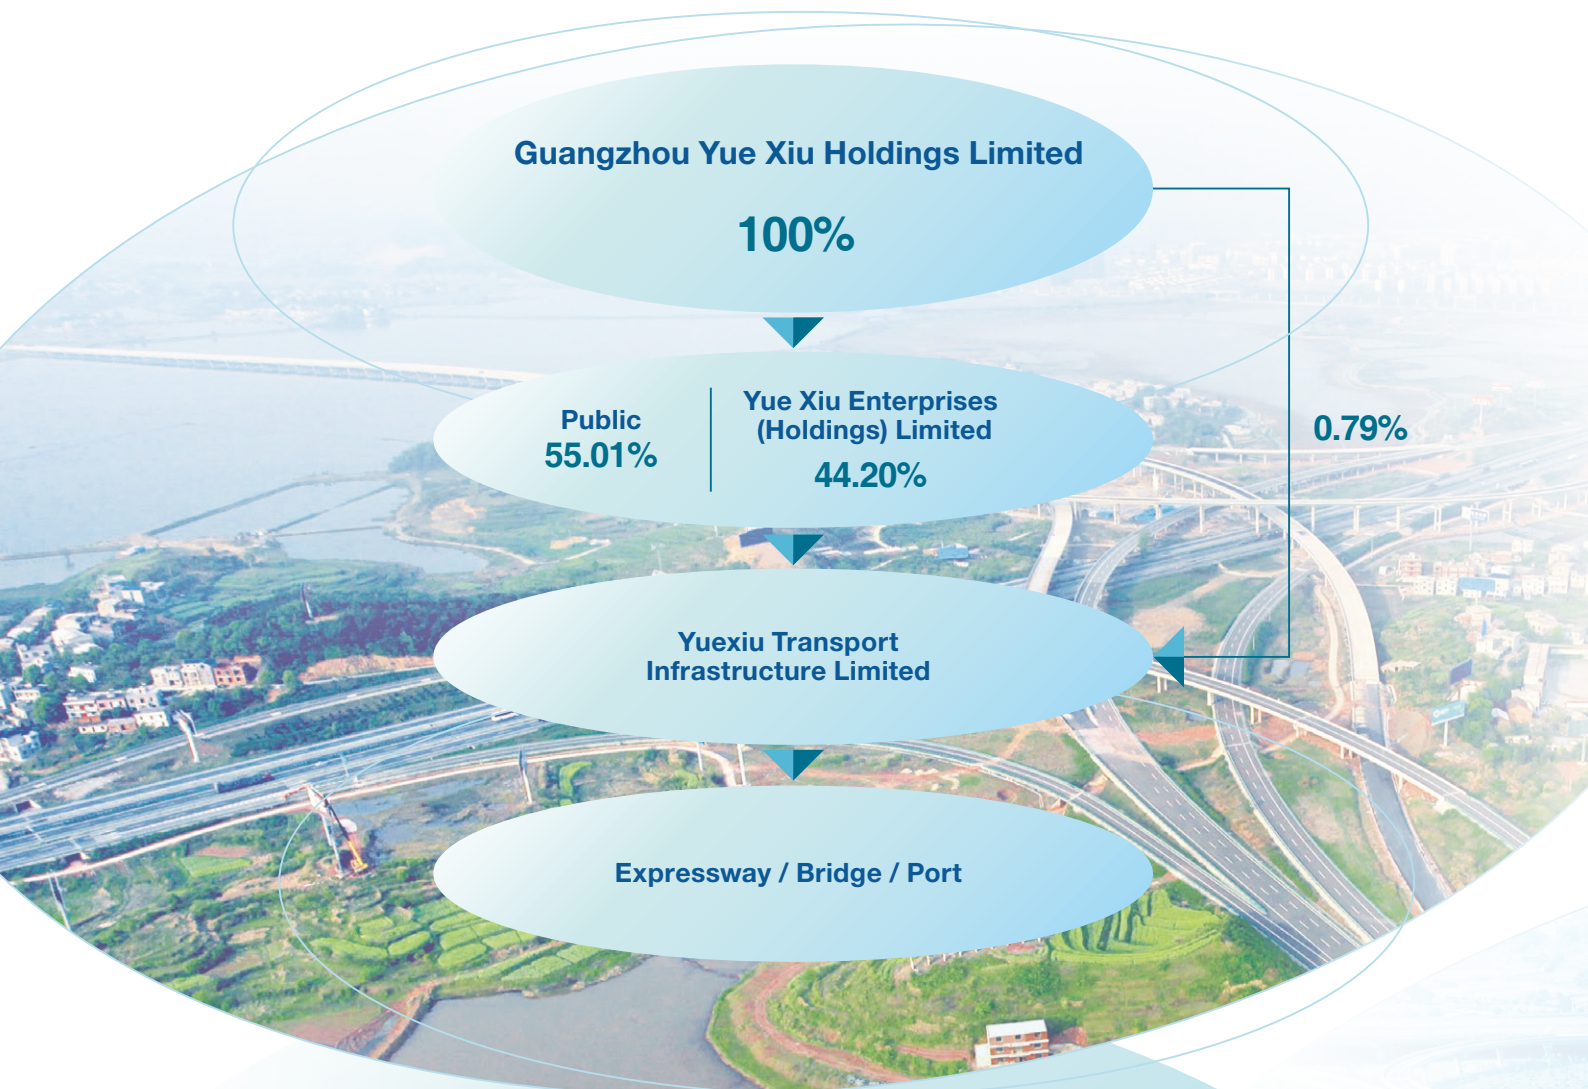 Guangzhou Yue Xiu Holdings Limited
100%
Public
55.01%
Yue Xiu Enterprises
(Holdings) Limited
44.20%
0.79%
Yuexiu Transport
Infrastructure Limited
Expressway / Bridge / Port